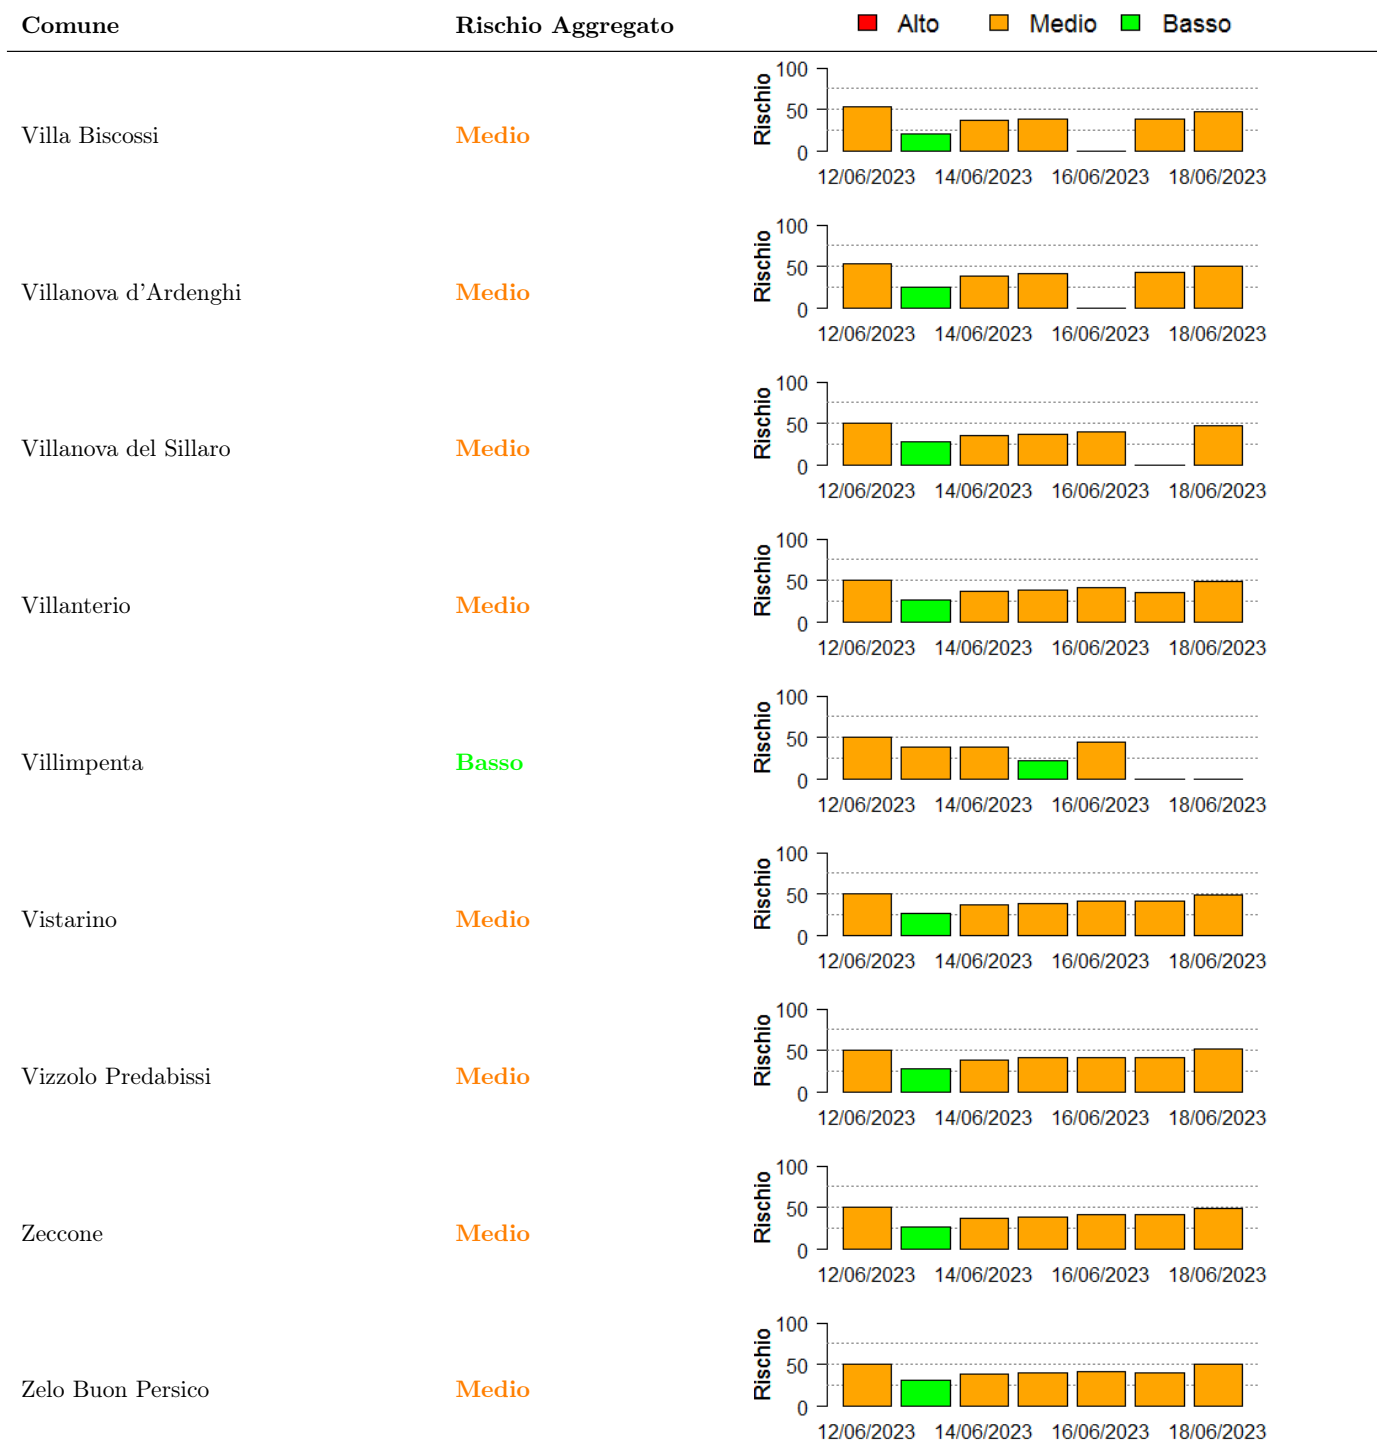 Comune Rischio Aggregato Alto Medio Basso
100
50
0
Rischio
Villa Biscossi Medio
12/06/2023 14/06/2023 16/06/2023 18/06/2023
100
50
0
Rischio
Villanova d'Ardenghi Medio
12/06/2023 14/06/2023 16/06/2023 18/06/2023
100
50
0
Rischio
Villanova del Sillaro Medio
12/06/2023 14/06/2023 16/06/2023 18/06/2023
100
50
0
Rischio
Villanterio Medio
12/06/2023 14/06/2023 16/06/2023 18/06/2023
100
50
0
Rischio
Villimpenta Basso
12/06/2023 14/06/2023 16/06/2023 18/06/2023
100
50
0
Rischio
Vistarino Medio
12/06/2023 14/06/2023 16/06/2023 18/06/2023
100
50
0
Rischio
Vizzolo Predabissi Medio
12/06/2023 14/06/2023 16/06/2023 18/06/2023
100
50
0
Rischio
Zeccone Medio
12/06/2023 14/06/2023 16/06/2023 18/06/2023
100
50
0
Rischio
Zelo Buon Persico Medio
12/06/2023 14/06/2023 16/06/2023 18/06/2023